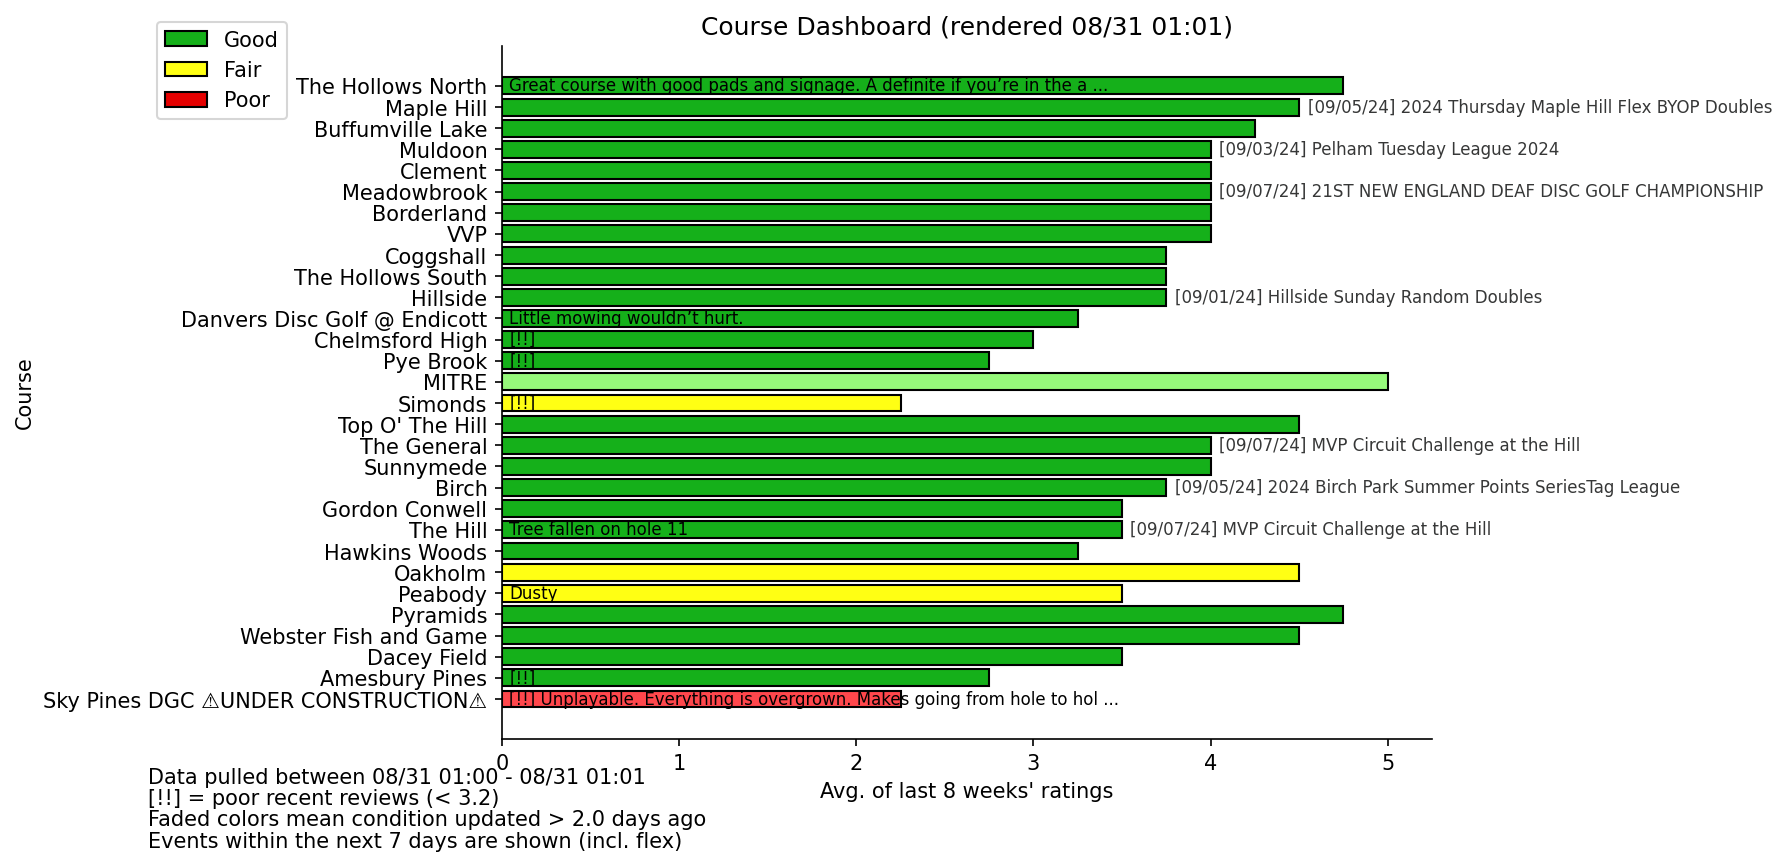 Course Dashboard (rendered 08/31 01:01)
Good
Fair
Poor
The Hollows North Great course with good pads and signage. A definite if you’re in the a ...
Maple Hill [09/05/24] 2024 Thursday Maple Hill Flex BYOP Doubles
Buffumville Lake
Muldoon [09/03/24] Pelham Tuesday League 2024
Clement
Meadowbrook [09/07/24] 21ST NEW ENGLAND DEAF DISC GOLF CHAMPIONSHIP
Borderland
VVP
Coggshall
The Hollows South
Hillside [09/01/24] Hillside Sunday Random Doubles
Danvers Disc Golf @ Endicott Little mowing wouldn’t hurt.
Chelmsford High [!!]
Pye Brook [!!]
MITRE
Simonds [!!]
Top O' The Hill
The General [09/07/24] MVP Circuit Challenge at the Hill
Sunnymede
Birch [09/05/24] 2024 Birch Park Summer Points SeriesTag League
Gordon Conwell
The Hill Tree fallen on hole 11 [09/07/24] MVP Circuit Challenge at the Hill
Hawkins Woods
Oakholm
Peabody Dusty
Pyramids
Webster Fish and Game
Dacey Field
Amesbury Pines [!!]
Sky Pines DGC ⚠UNDER CONSTRUCTION⚠ [!!] Unplayable. Everything is overgrown. Makes going from hole to hol ...
Course
0 1 2 3 4 5
Avg. of last 8 weeks' ratings
Data pulled between 08/31 01:00 - 08/31 01:01
[!!] = poor recent reviews (< 3.2)
Faded colors mean condition updated > 2.0 days ago
Events within the next 7 days are shown (incl. flex)